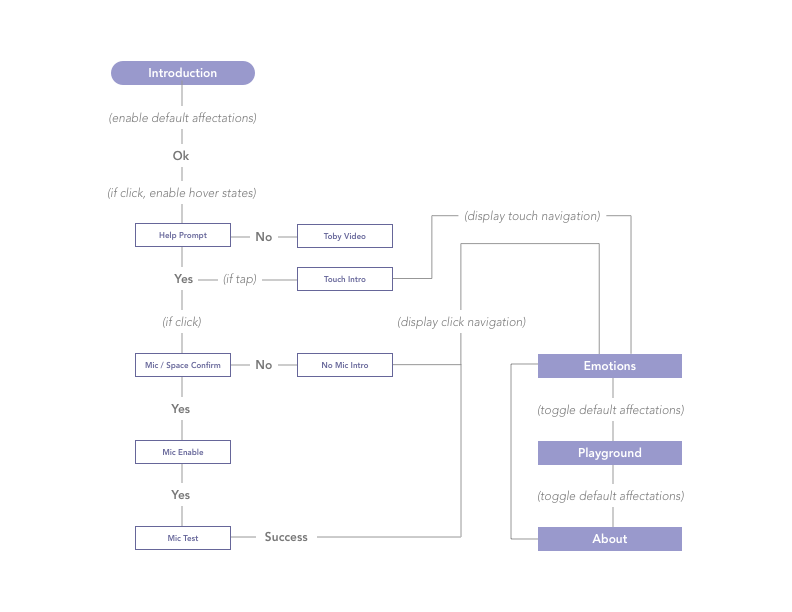 Introduction
(enable default affectations)
Ok
(if click, enable hover states)
Help Prompt
No
Toby Video
(display touch navigation)
Yes
(if tap)
Touch Intro
(if click)
(display click navigation)
Mic / Space Confirm
No
No Mic Intro
Emotions
Yes
(toggle default affectations)
Mic Enable
Playground
Yes
(toggle default affectations)
Mic Test
Success
About